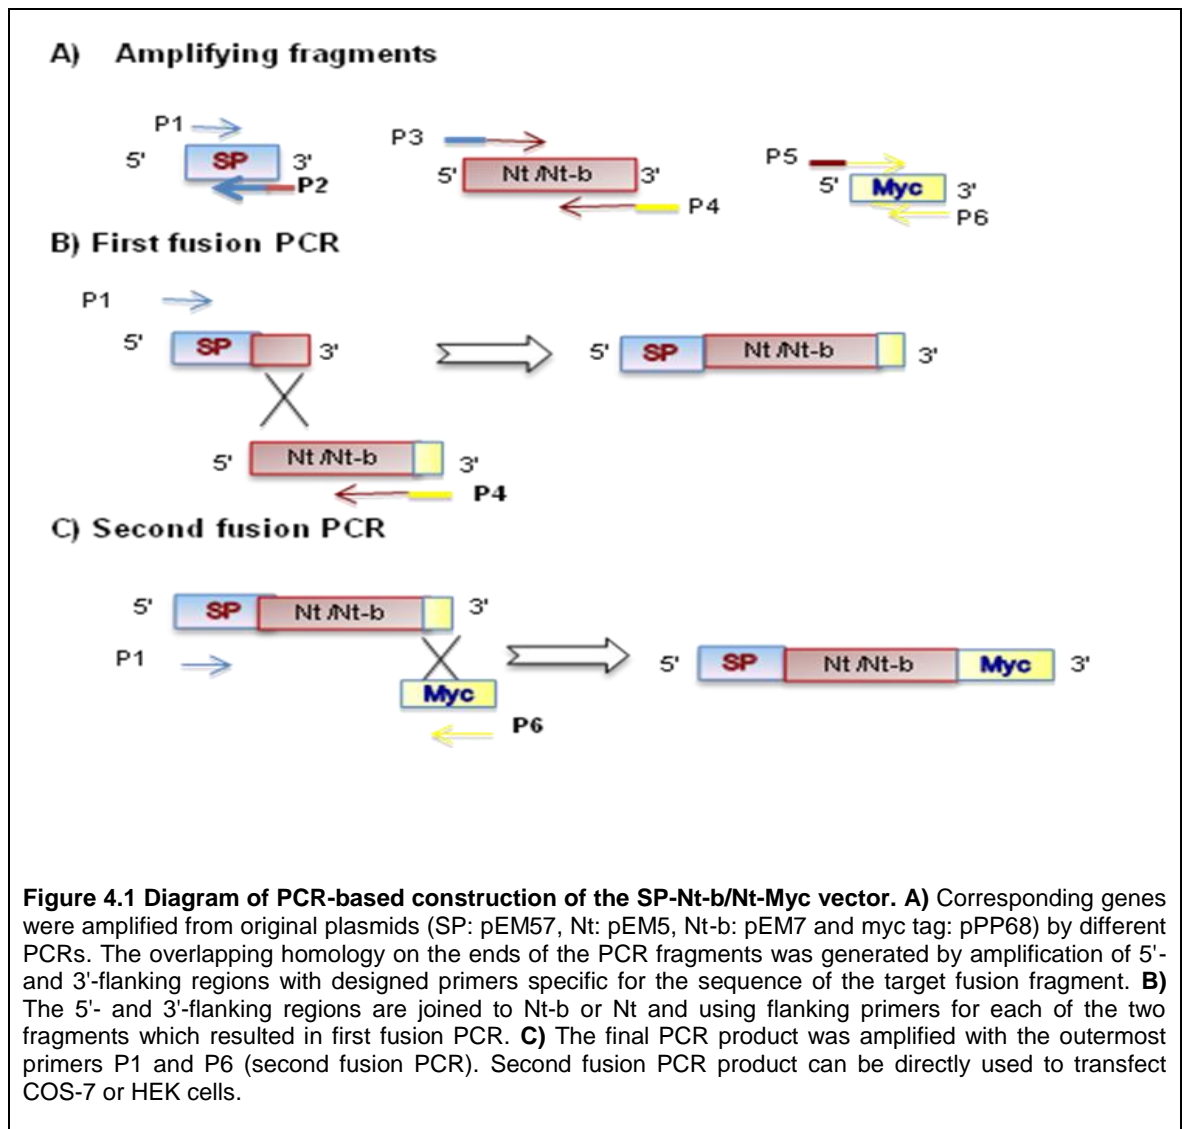 A) Amplifying fragments
P1
5' SP 3'
P2
P3
5' Nt /Nt-b 3'
P4
P5
5' Myc 3'
P6
B) First fusion PCR
P1
5' SP 3'
5' SP Nt /Nt-b 3'
5' Nt /Nt-b 3'
P4
C) Second fusion PCR
5' SP Nt /Nt-b 3'
P1
Myc
P6
5' SP Nt /Nt-b Myc 3'
Figure 4.1 Diagram of PCR-based construction of the SP-Nt-b/Nt-Myc vector. A) Corresponding genes
were amplified from original plasmids (SP: pEM57, Nt: pEM5, Nt-b: pEM7 and myc tag: pPP68) by different
PCRs. The overlapping homology on the ends of the PCR fragments was generated by amplification of 5'-
and 3'-flanking regions with designed primers specific for the sequence of the target fusion fragment. B)
The 5'- and 3'-flanking regions are joined to Nt-b or Nt and using flanking primers for each of the two
fragments which resulted in first fusion PCR. C) The final PCR product was amplified with the outermost
primers P1 and P6 (second fusion PCR). Second fusion PCR product can be directly used to transfect
COS-7 or HEK cells.